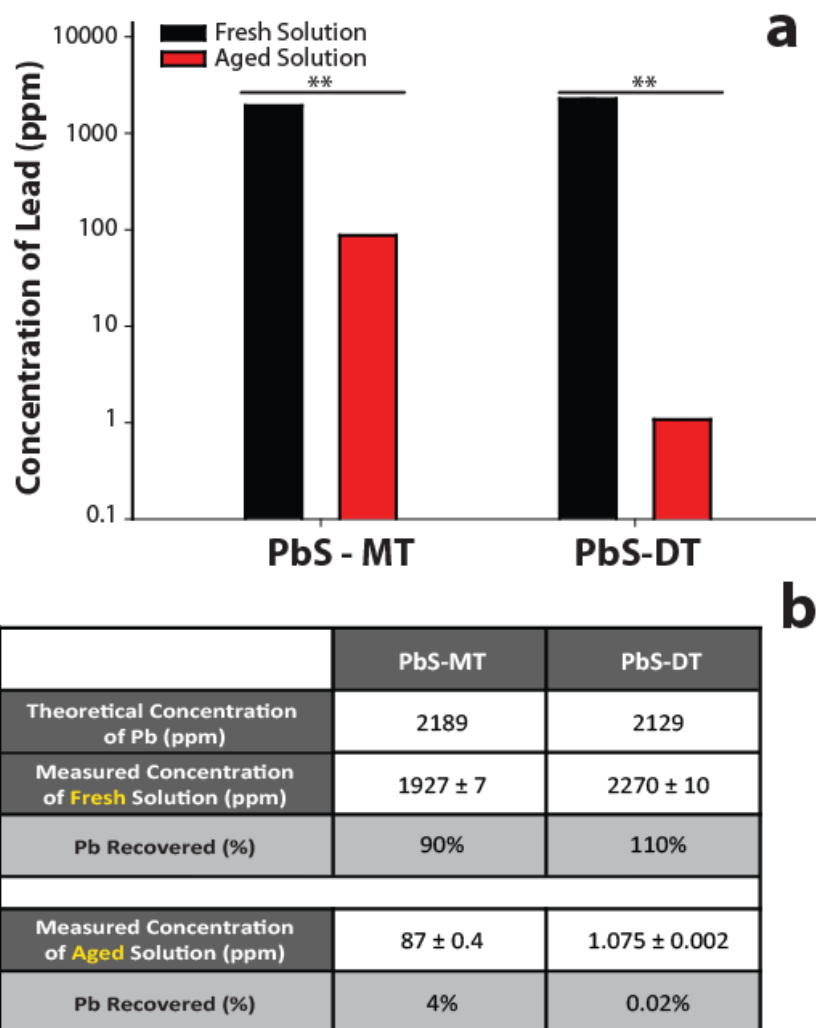 a
10000
Fresh Solution
Aged Solution
**
**
1000
100
10
1
0.1
Concentration of Lead (ppm)
PbS - MT
PbS-DT
b
PbS-MT
PbS-DT
Theoretical Concentration
of Pb (ppm)
2189
2129
Measured Concentration
of Fresh Solution (ppm)
1927 ± 7
2270 ± 10
Pb Recovered (%)
90%
110%
Measured Concentration
of Aged Solution (ppm)
87 ± 0.4
1.075 ± 0.002
Pb Recovered (%)
4%
0.02%